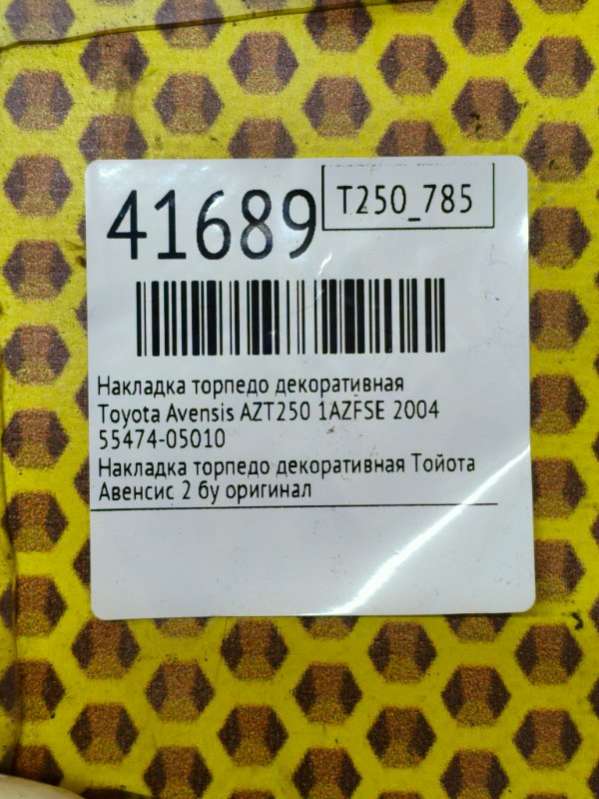 41689
T250_785
Накладка торпедо декоративная
Toyota Avensis AZT250 1AZFSE 2004
55474-05010
Накладка торпедо декоративная Тойота
Авенсис 2 бу оригинал